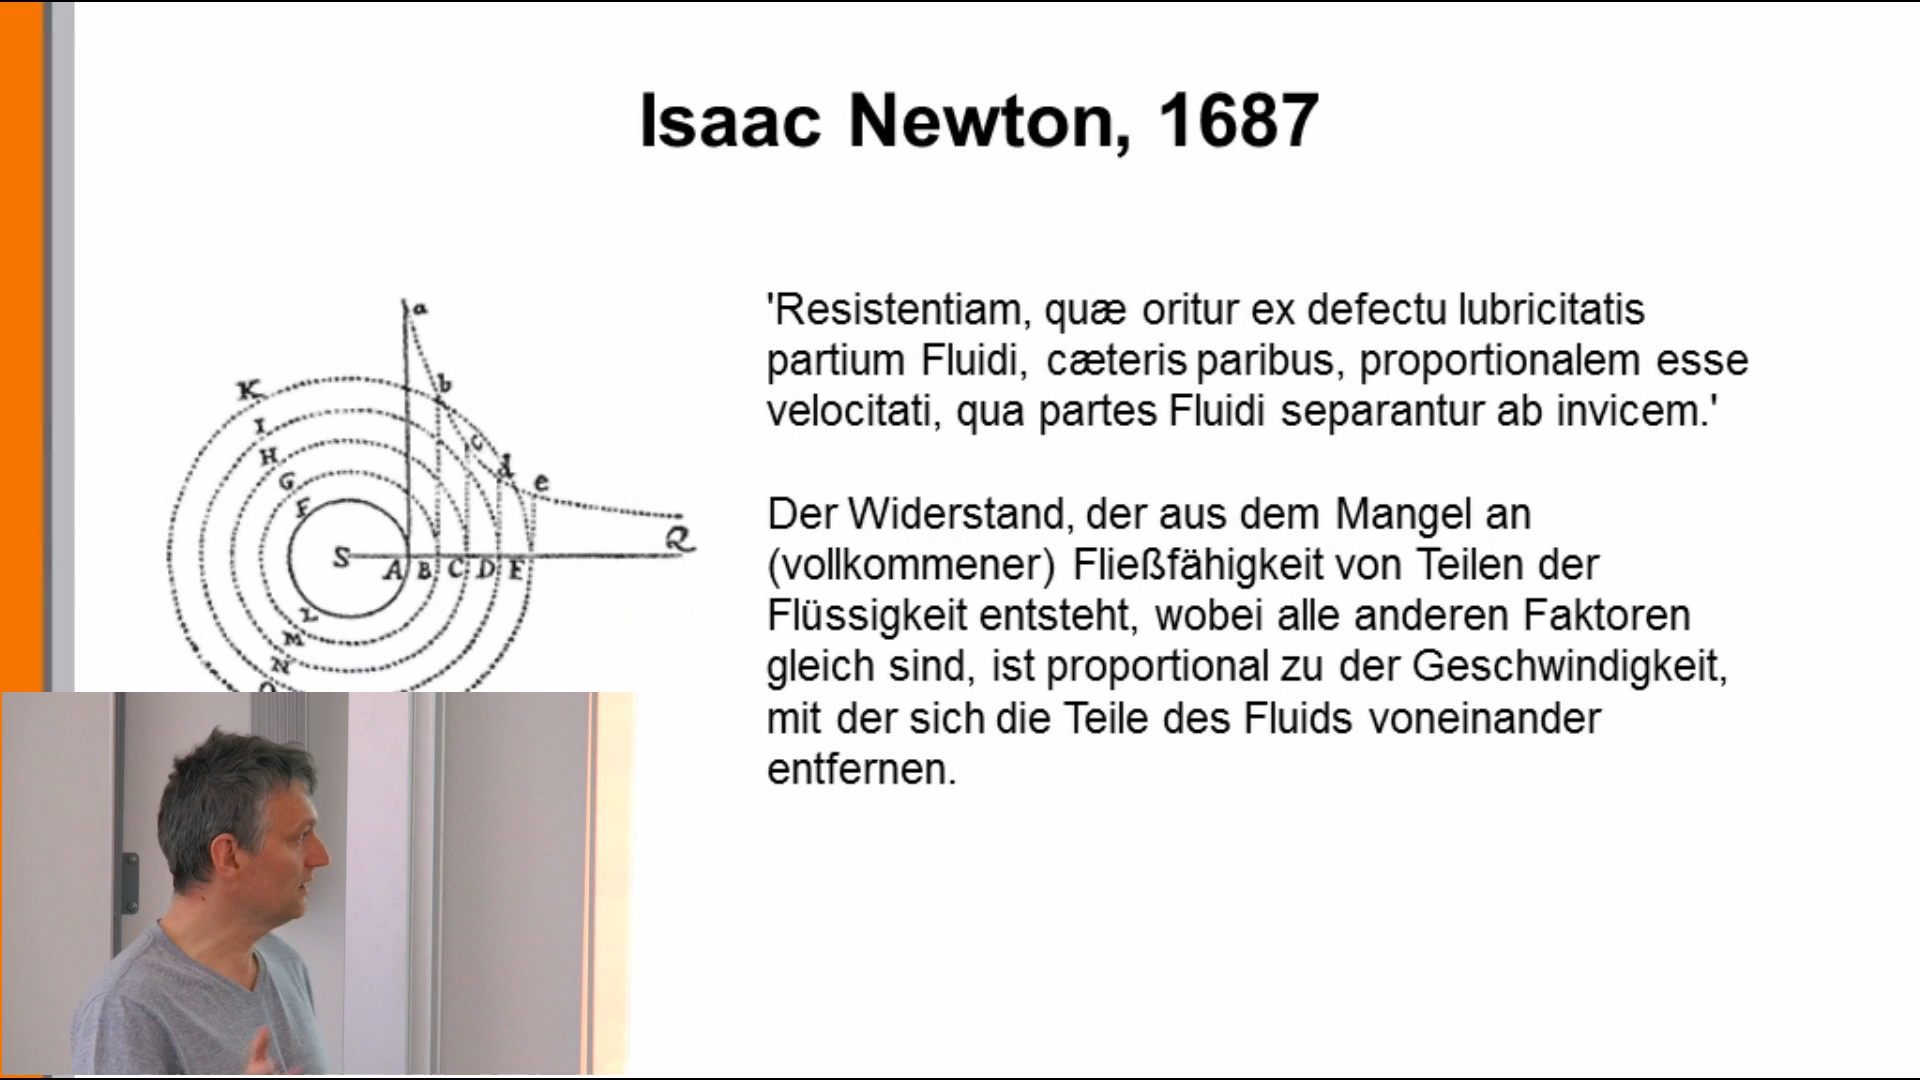 Isaac Newton, 1687
'Resistentiam, quæ oritur ex defectu lubricitatis
partium Fluidi, cæteris paribus, proportionalem esse
velocitati, qua partes Fluidi separantur ab invicem.'
Der Widerstand, der aus dem Mangel an
(vollkommener) Fließfähigkeit von Teilen der
Flüssigkeit entsteht, wobei alle anderen Faktoren
gleich sind, ist proportional zu der Geschwindigkeit,
mit der sich die Teile des Fluids voneinander
entfernen.
a
K b
I c
H d
G e
F
Q
S A B C D E
L
M
N